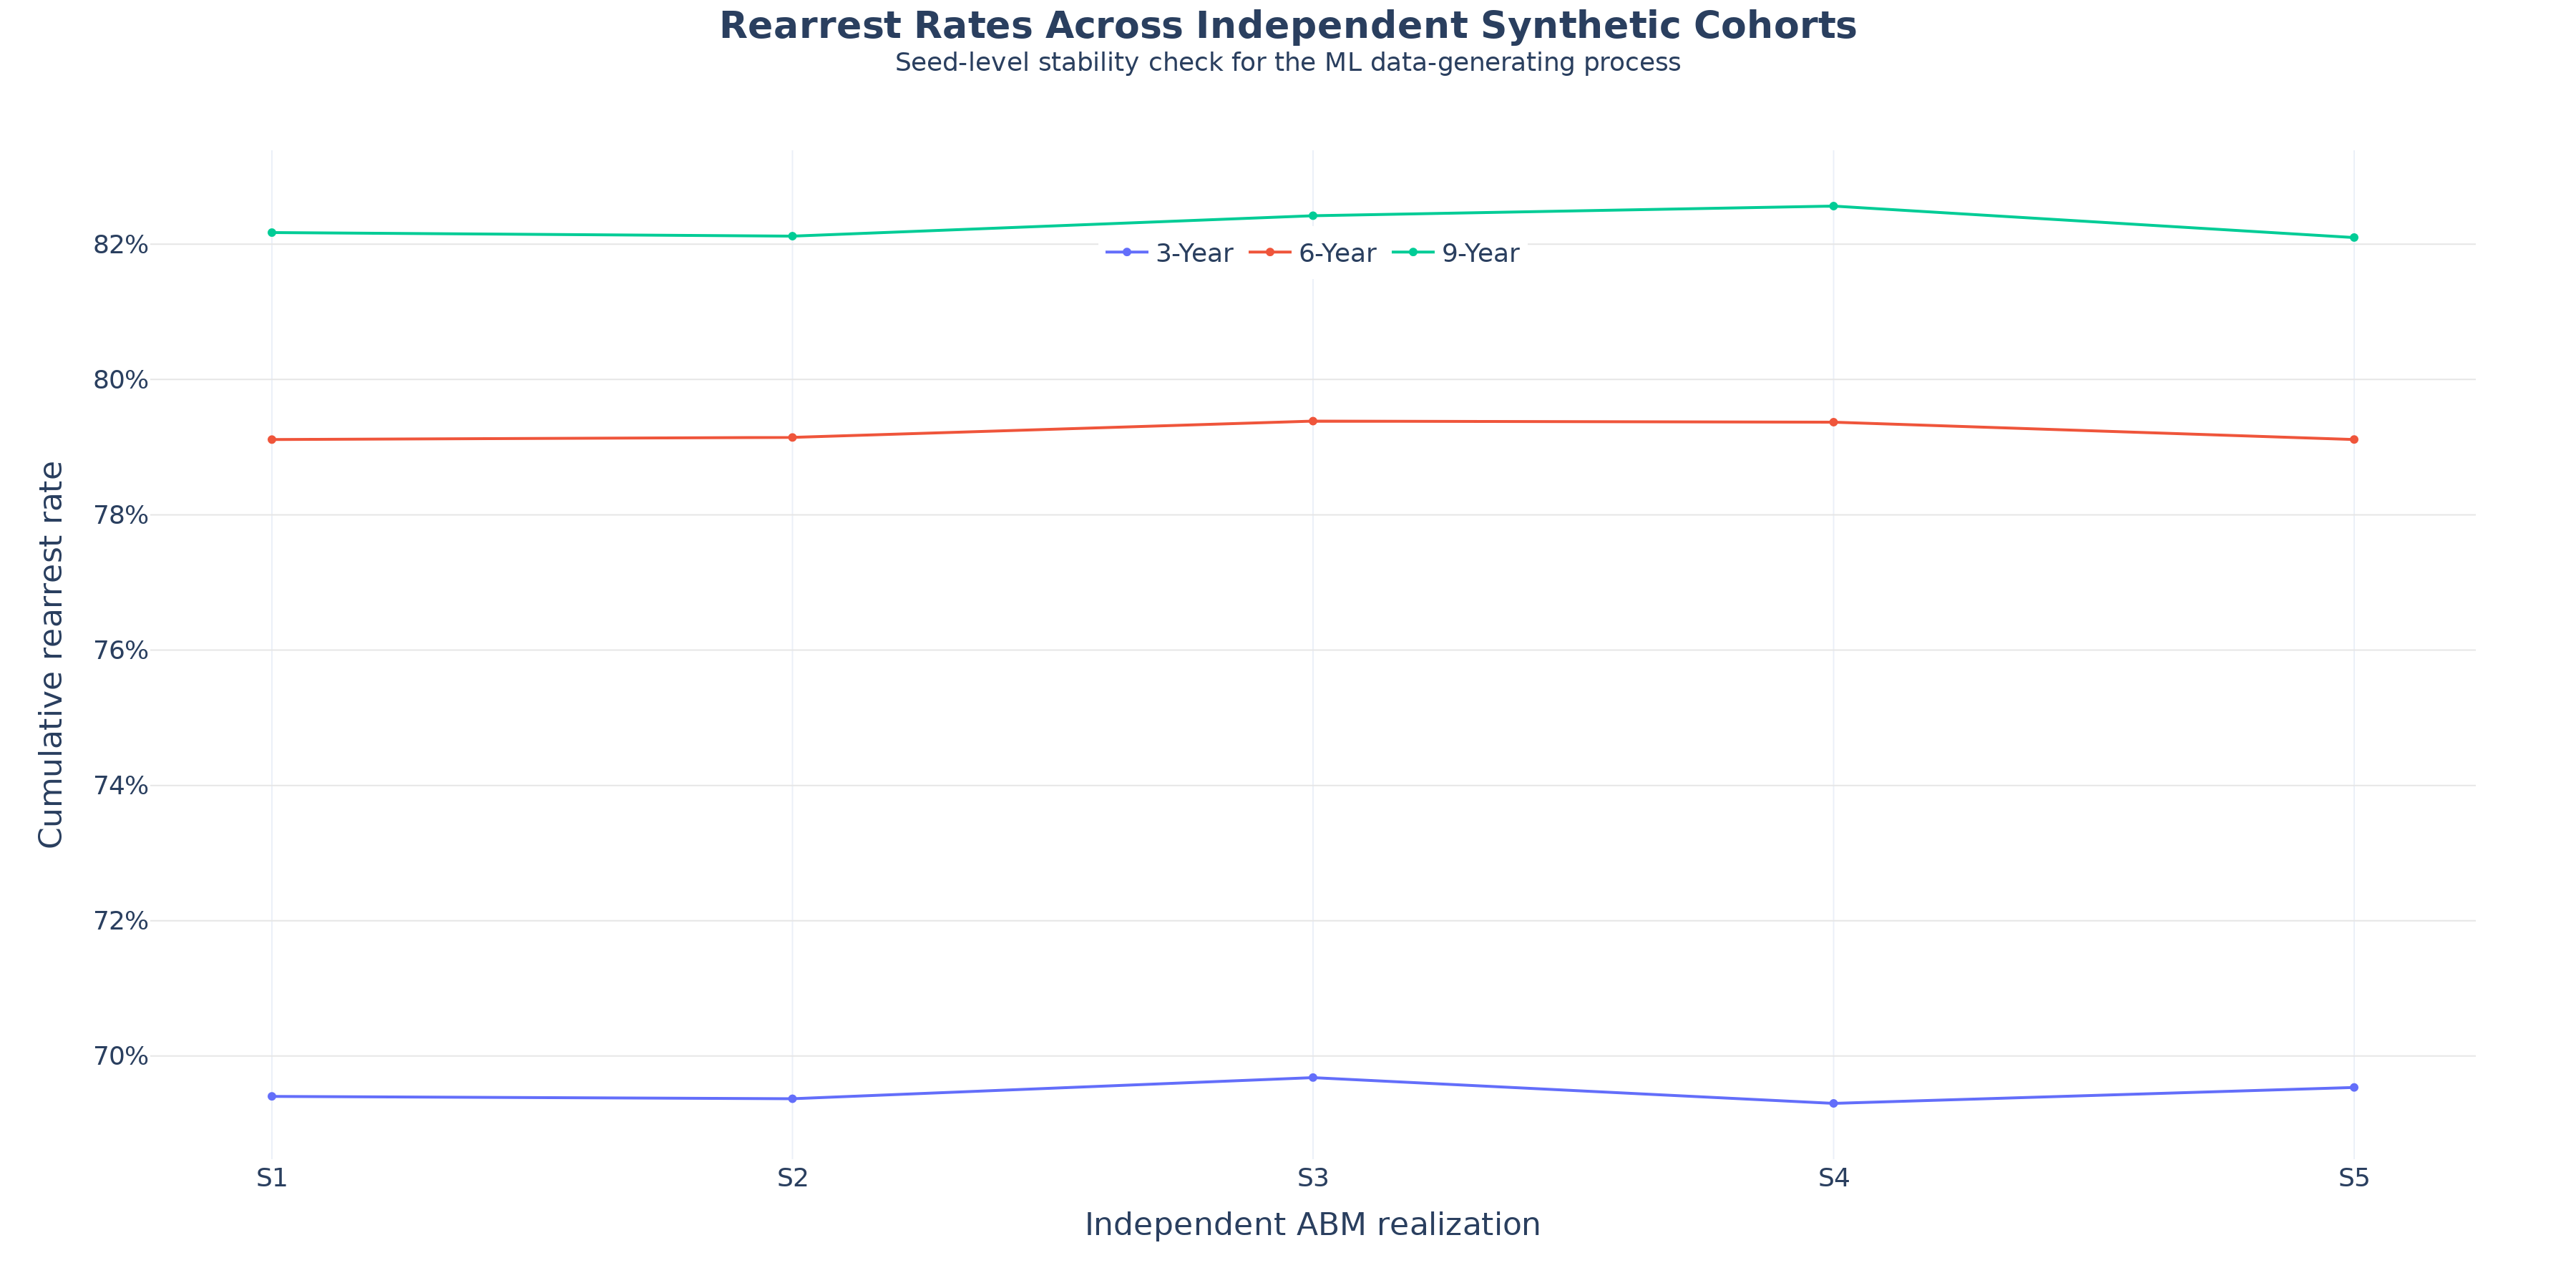 Rearrest Rates Across Independent Synthetic Cohorts
Seed-level stability check for the ML data-generating process
Cumulative rearrest rate
82%
80%
78%
76%
74%
72%
70%
3-Year 6-Year 9-Year
S1 S2 S3 S4 S5
Independent ABM realization